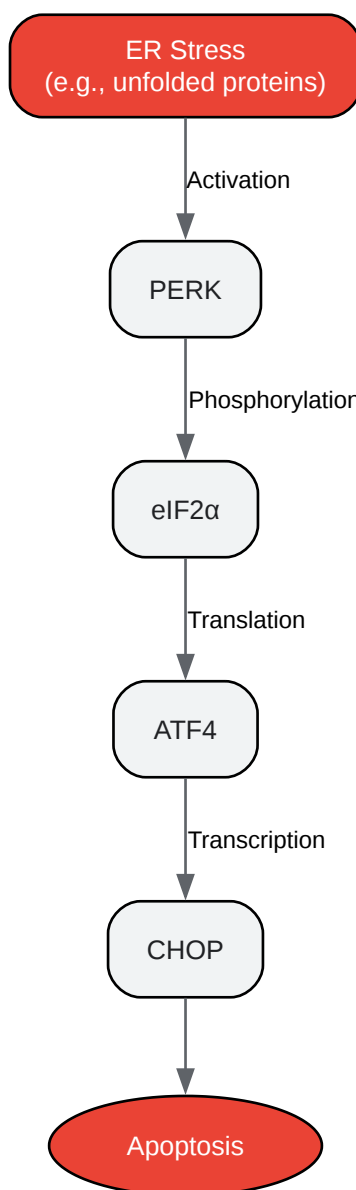 ER Stress
(e.g., unfolded proteins)
Activation
PERK
Phosphorylation
eIF2α
Translation
ATF4
Transcription
CHOP
Apoptosis